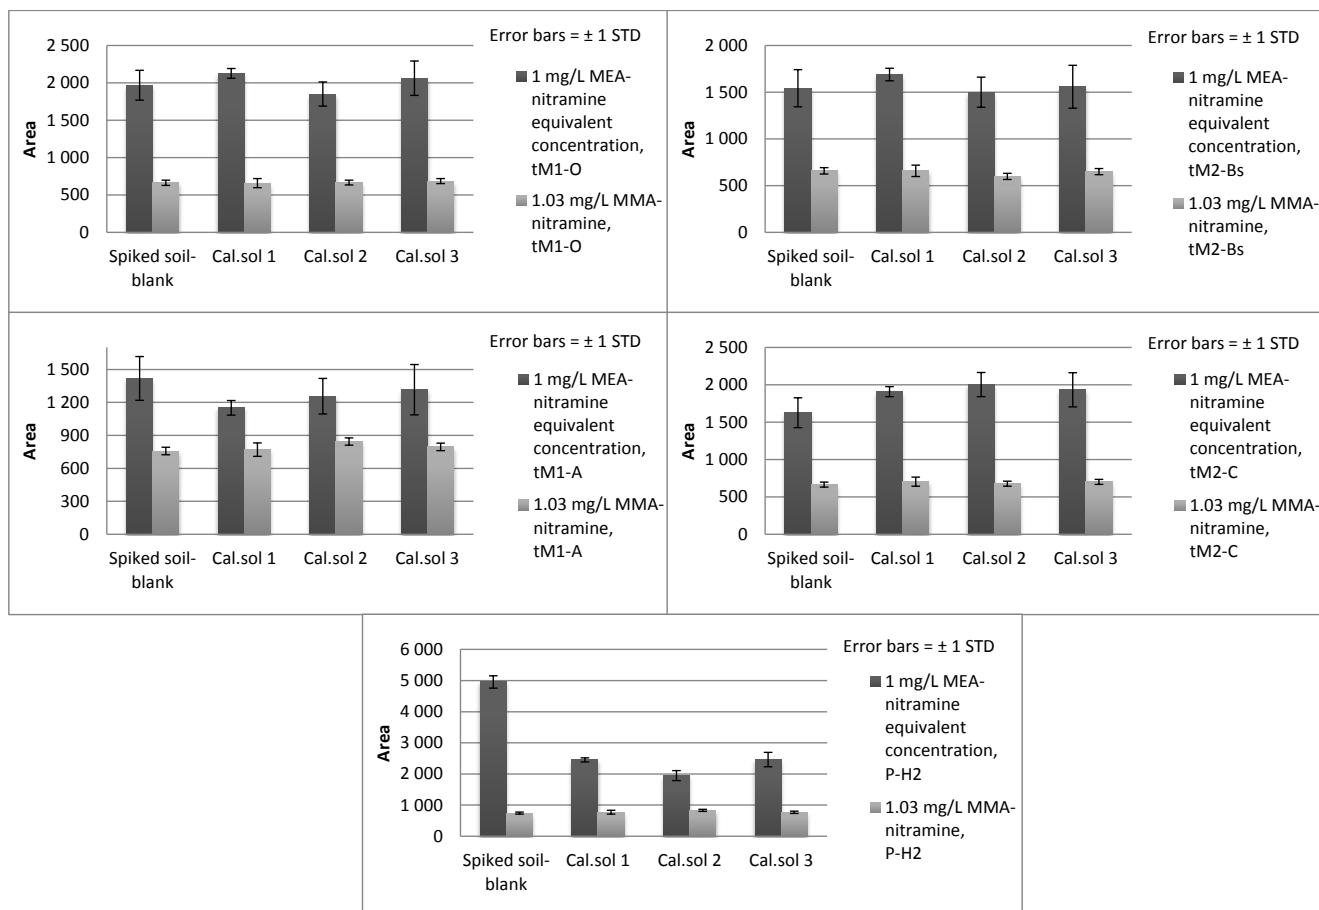 Error bars = ± 1 STD
2 500
2 000
1 500
1 000
500
0
Area
Spiked soil-
blank
Cal.sol 1
Cal.sol 2
Cal.sol 3
1 mg/L MEA-
nitramine
equivalent
concentration,
tM1-O
1.03 mg/L MMA-
nitramine,
tM1-O
Error bars = ± 1 STD
2 000
1 500
1 000
500
0
Area
Spiked soil-
blank
Cal.sol 1
Cal.sol 2
Cal.sol 3
1 mg/L MEA-
nitramine
equivalent
concentration,
tM2-Bs
1.03 mg/L MMA-
nitramine,
tM2-Bs
Error bars = ± 1 STD
1 500
1 200
900
600
300
0
Area
Spiked soil-
blank
Cal.sol 1
Cal.sol 2
Cal.sol 3
1 mg/L MEA-
nitramine
equivalent
concentration,
tM1-A
1.03 mg/L MMA-
nitramine,
tM1-A
Error bars = ± 1 STD
2 500
2 000
1 500
1 000
500
0
Area
Spiked soil-
blank
Cal.sol 1
Cal.sol 2
Cal.sol 3
1 mg/L MEA-
nitramine
equivalent
concentration,
tM2-C
1.03 mg/L MMA-
nitramine,
tM2-C
Error bars = ± 1 STD
6 000
5 000
4 000
3 000
2 000
1 000
0
Area
Spiked soil-
blank
Cal.sol 1
Cal.sol 2
Cal.sol 3
1 mg/L MEA-
nitramine
equivalent
concentration,
P-H2
1.03 mg/L MMA-
nitramine,
P-H2